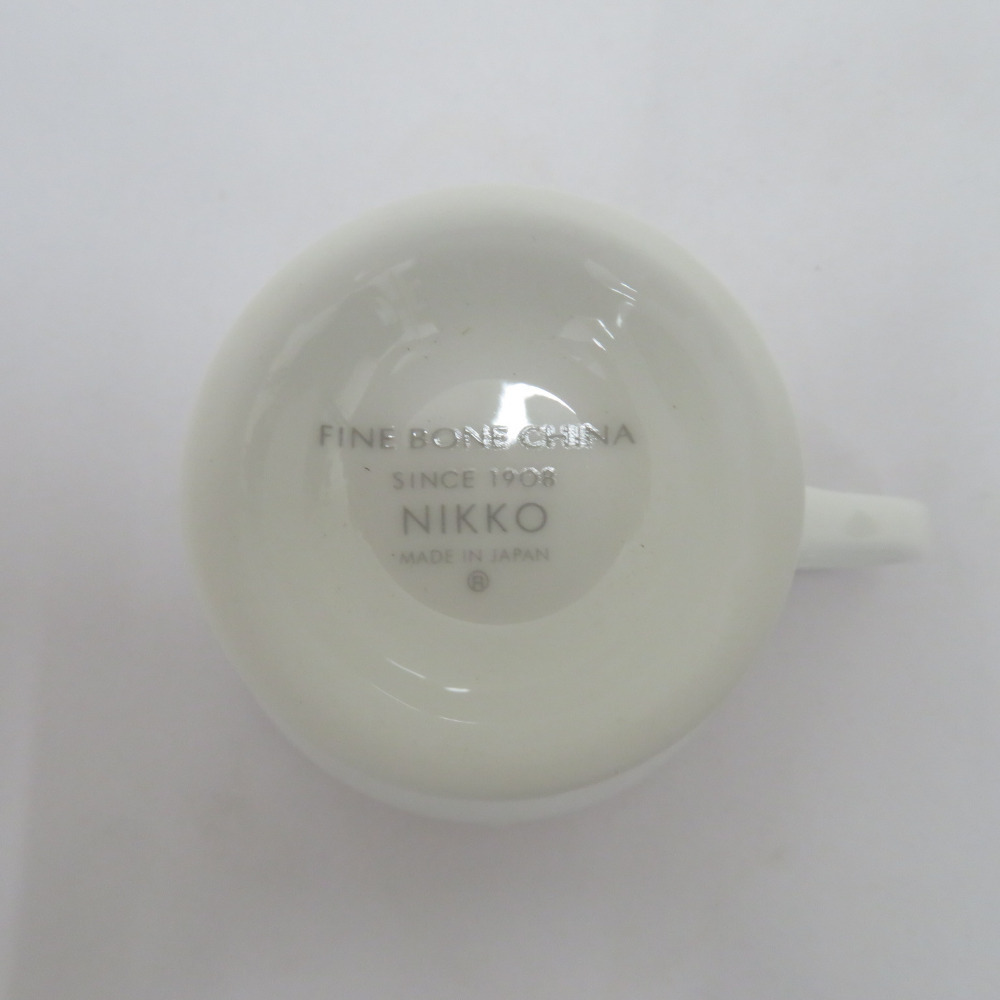 FINE BONE CHINA
SINCE 1908
NIKKO
MADE IN JAPAN
®